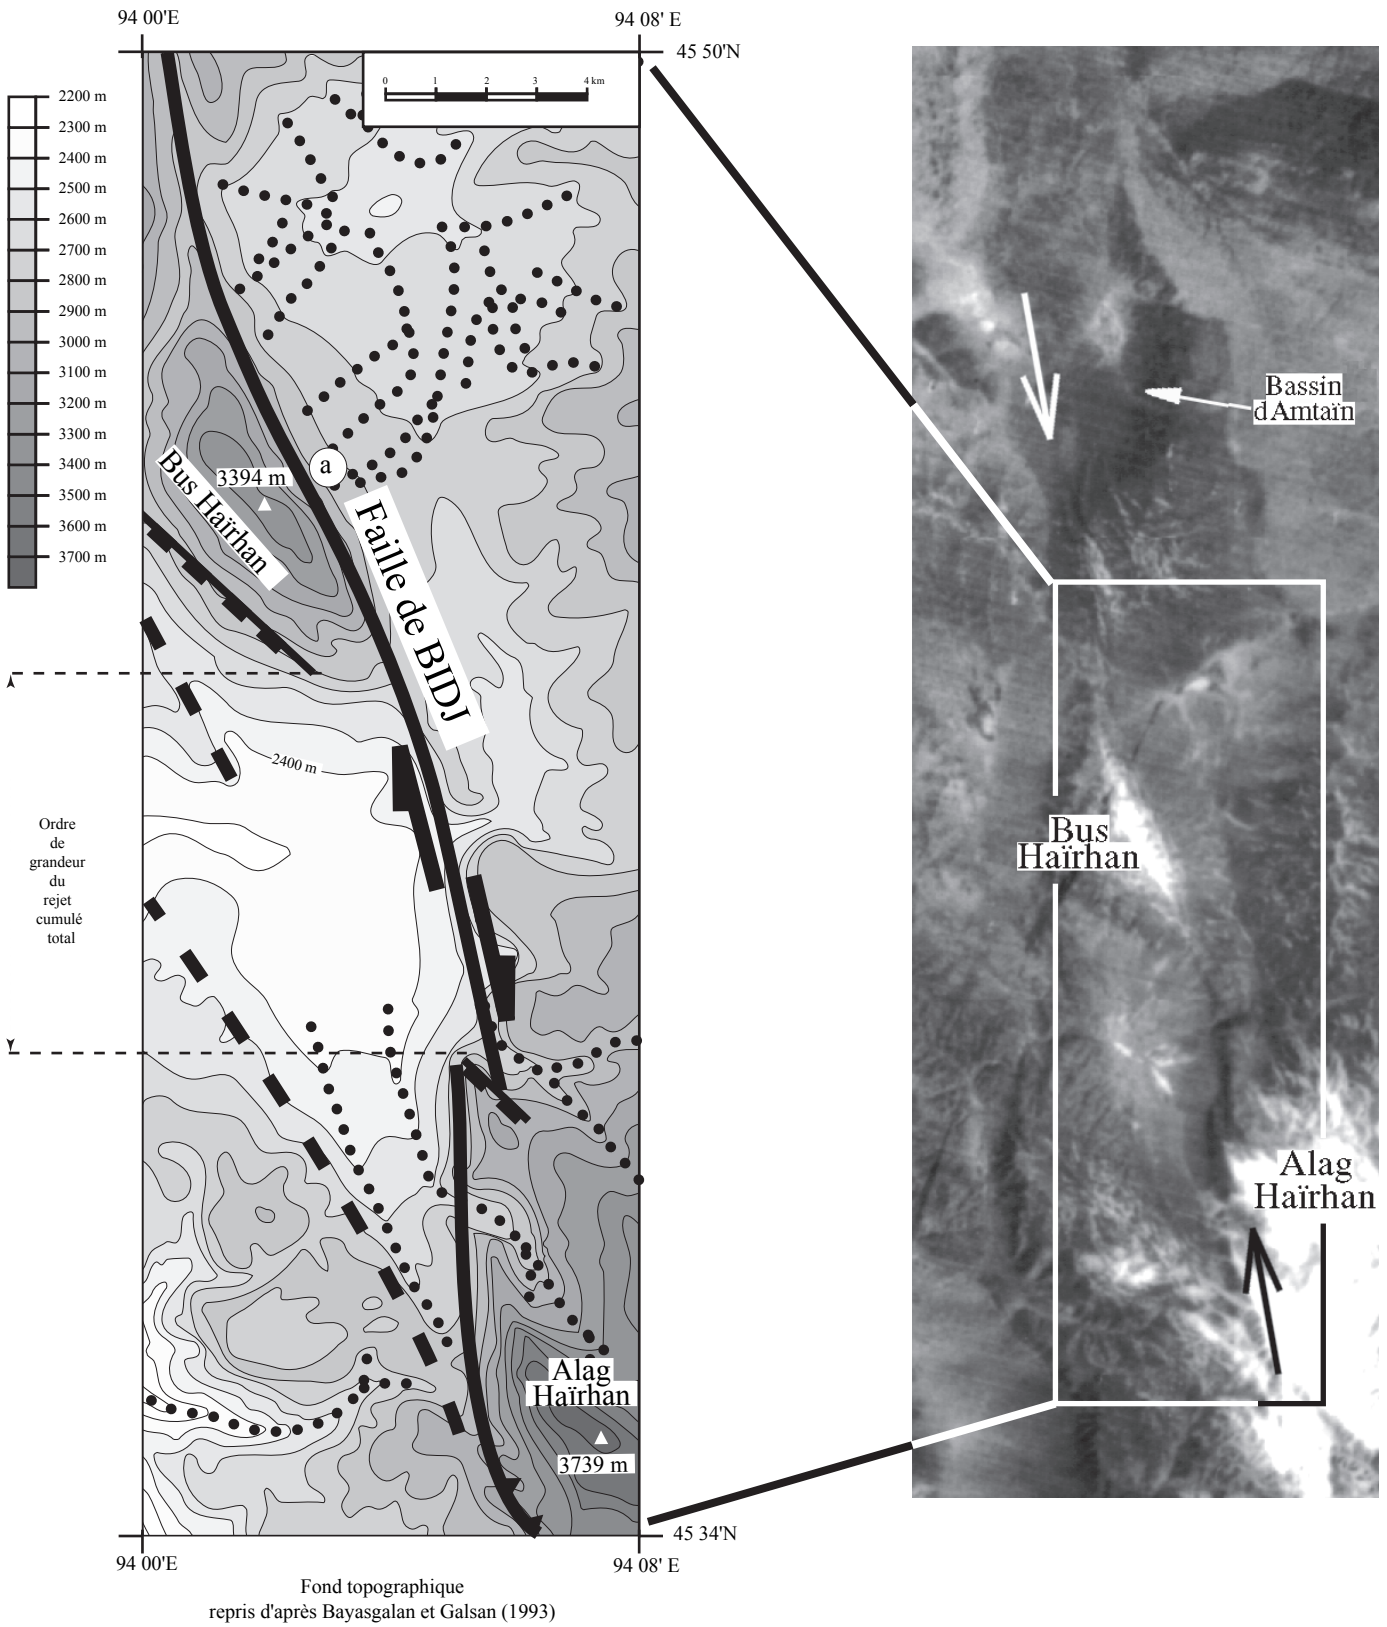 94 00'E
94 08' E
45 50'N
0 1 2 3 4 km
2200 m
2300 m
2400 m
2500 m
2600 m
2700 m
2800 m
2900 m
3000 m
3100 m
3200 m
3300 m
3400 m
3500 m
3600 m
3700 m
Bus Haïrhan
3394 m
a
Faille de BIDJ
2400 m
Ordre
de
grandeur
du
rejet
cumulé
total
Alag
Haïrhan
3739 m
45 34'N
94 00'E
94 08' E
Fond topographique
repris d'après Bayasgalan et Galsan (1993)
Bassin
d'Amtaïn
Bus
Haïrhan
Alag
Haïrhan